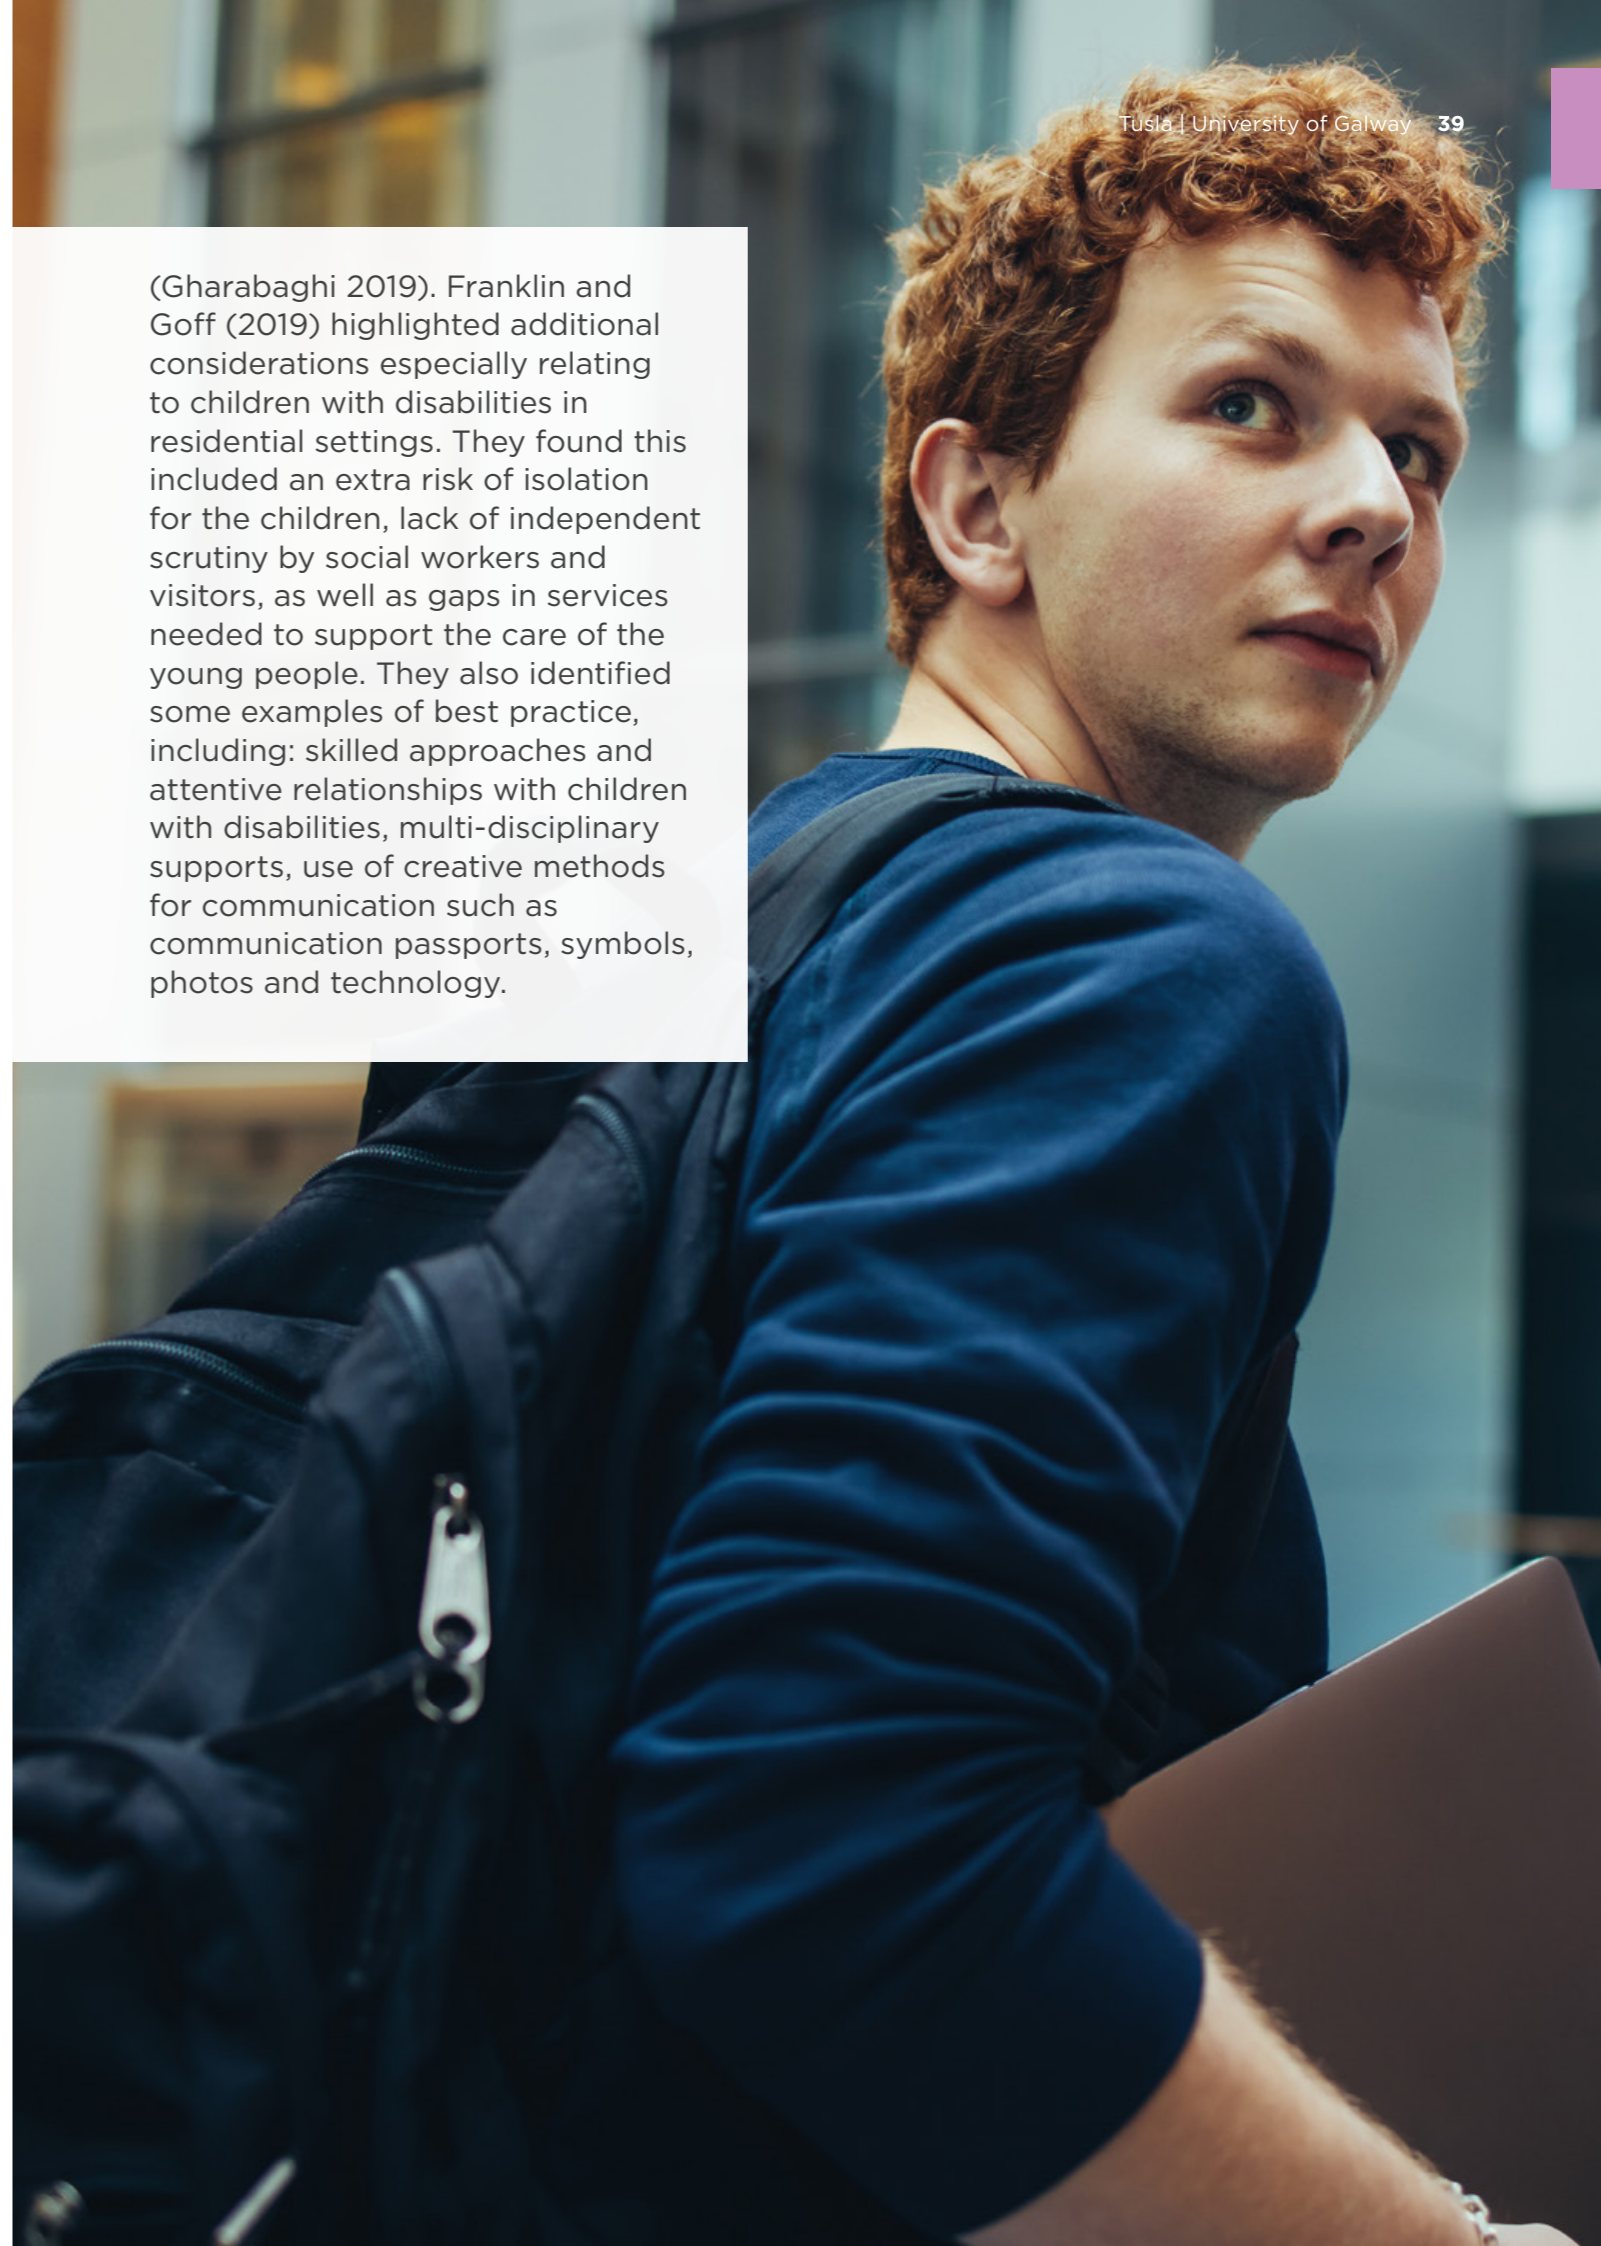 Tusla | University of Galway 39
(Gharabaghi 2019). Franklin and
Goff (2019) highlighted additional
considerations especially relating
to children with disabilities in
residential settings. They found this
included an extra risk of isolation
for the children, lack of independent
scrutiny by social workers and
visitors, as well as gaps in services
needed to support the care of the
young people. They also identified
some examples of best practice,
including: skilled approaches and
attentive relationships with children
with disabilities, multi-disciplinary
supports, use of creative methods
for communication such as
communication passports, symbols,
photos and technology.